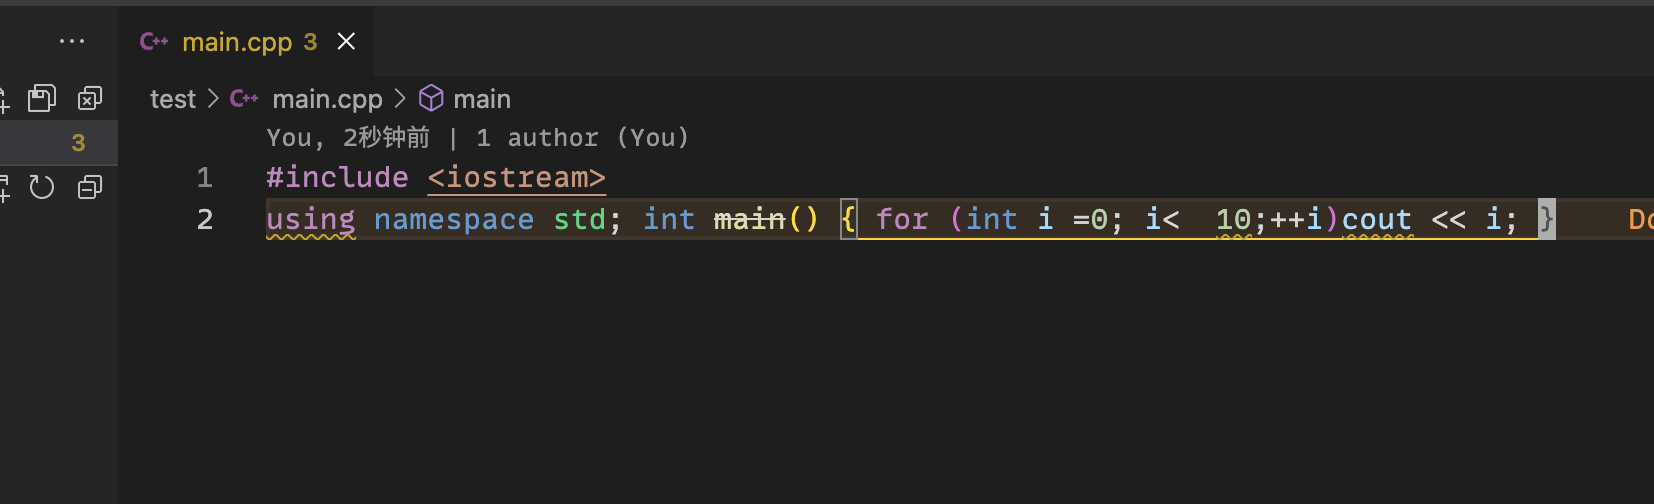 ... C++ main.cpp 3 ×
test > C++ main.cpp > main
3
You, 2秒钟前 | 1 author (You)
1 #include <iostream>
2 using namespace std; int main() { for (int i =0; i<  10;++i)cout << i; }